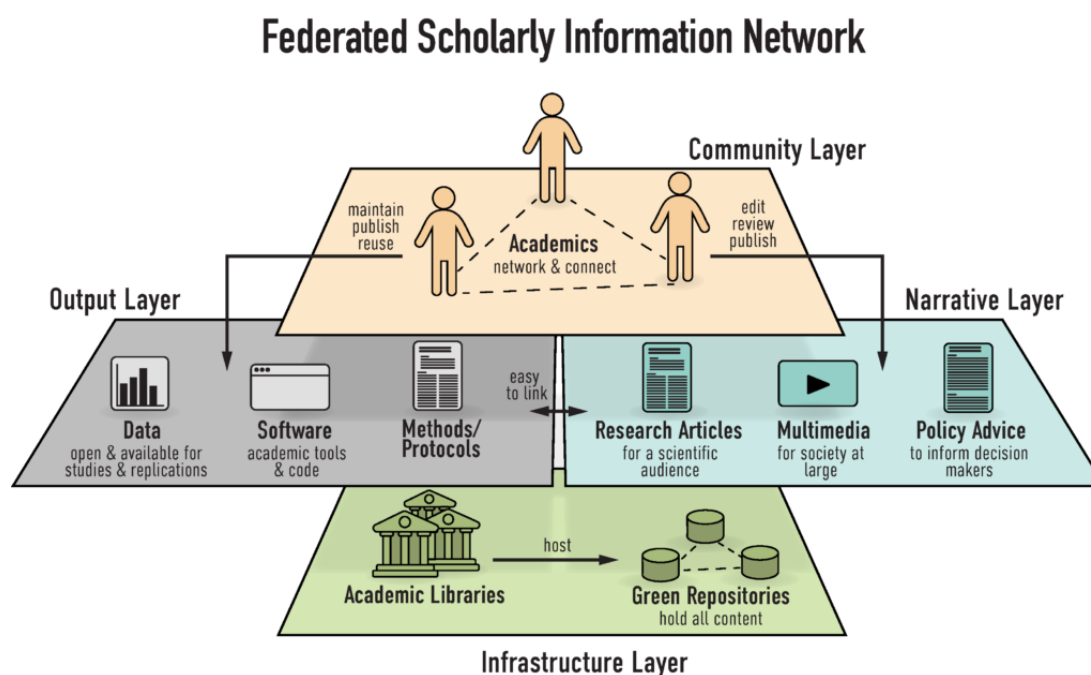 Federated Scholarly Information Network
Community Layer
maintain
publish
reuse
edit
review
publish
Academics
network & connect
Output Layer
Narrative Layer
easy
to link
Data
open & available for
studies & replications
Software
academic tools
& code
Methods/
Protocols
Research Articles
for a scientific
audience
Multimedia
for society at
large
Policy Advice
to inform decision
makers
host
Academic Libraries
Green Repositories
hold all content
Infrastructure Layer